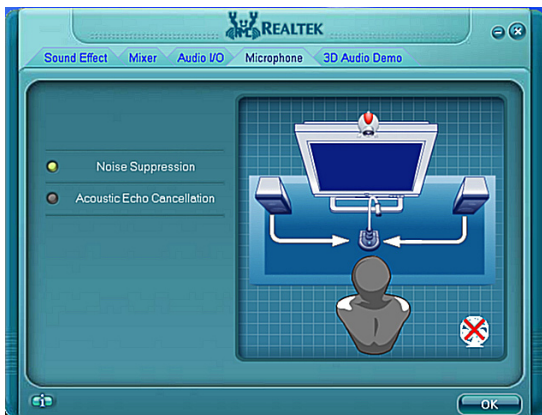 REALTEK
Sound Effect Mixer Audio I/O Microphone 3D Audio Demo
Noise Suppression
Acoustic Echo Cancellation
OK